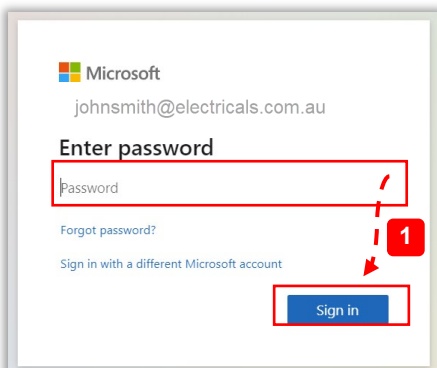 Microsoft
johnsmith@electricals.com.au
Enter password
Password
Forgot password?
1
Sign in with a different Microsoft account
Sign in